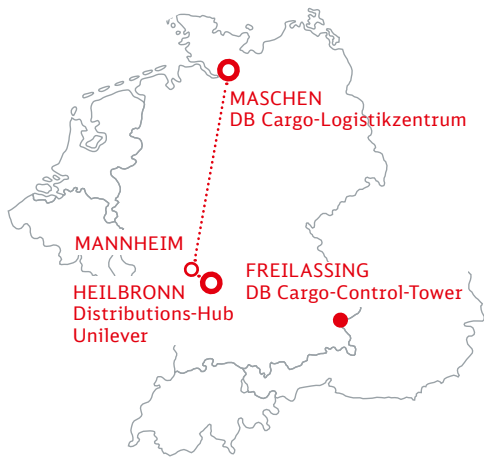 MASCHEN
DB Cargo-Logistikzentrum
MANNHEIM
HEILBRONN
Distributions-Hub
Unilever
FREILASSING
DB Cargo-Control-Tower